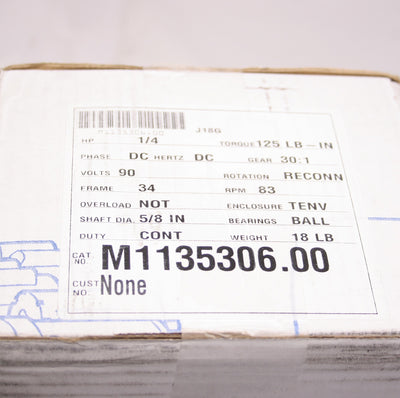 M1135306.00 J18G
HP 1/4 TORQUE 125 LB-IN
PHASE DC HERTZ DC GEAR 30:1
VOLTS 90 ROTATION RECONN
FRAME 34 RPM 83
OVERLOAD NOT ENCLOSURE TENV
SHAFT DIA. 5/8 IN BEARINGS BALL
DUTY CONT WEIGHT 18 LB
CAT. NO. M1135306.00
CUST. NO. None